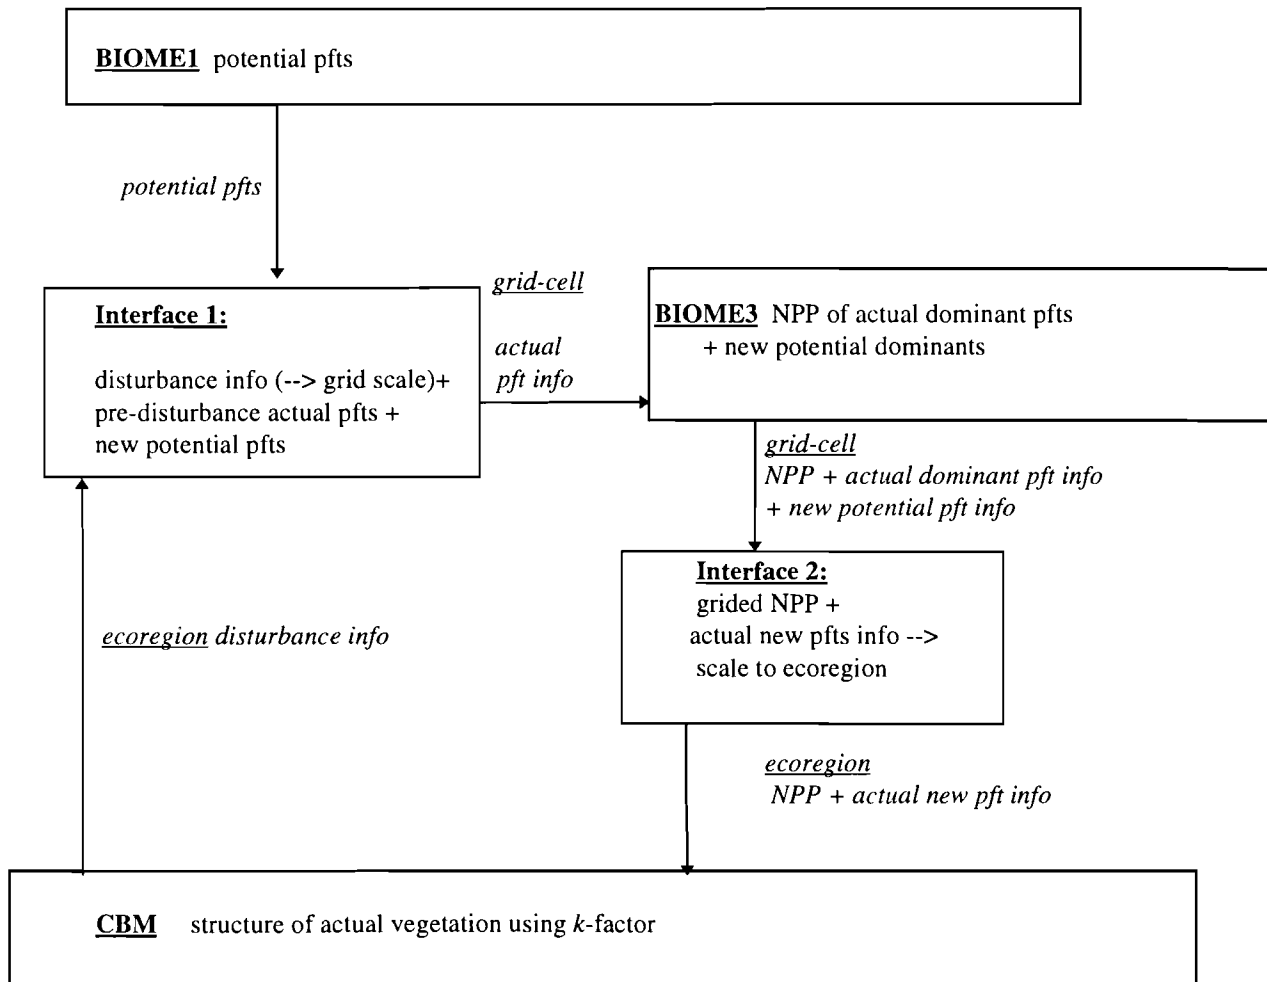 BIOME1 potential pfts
potential pfts
Interface 1:
disturbance info (--> grid scale)+
pre-disturbance actual pfts +
new potential pfts
grid-cell
actual
pft info
BIOME3 NPP of actual dominant pfts
+ new potential dominants
grid-cell
NPP + actual dominant pft info
+ new potential pft info
Interface 2:
grided NPP +
actual new pfts info -->
scale to ecoregion
ecoregion disturbance info
ecoregion
NPP + actual new pft info
CBM structure of actual vegetation using k-factor